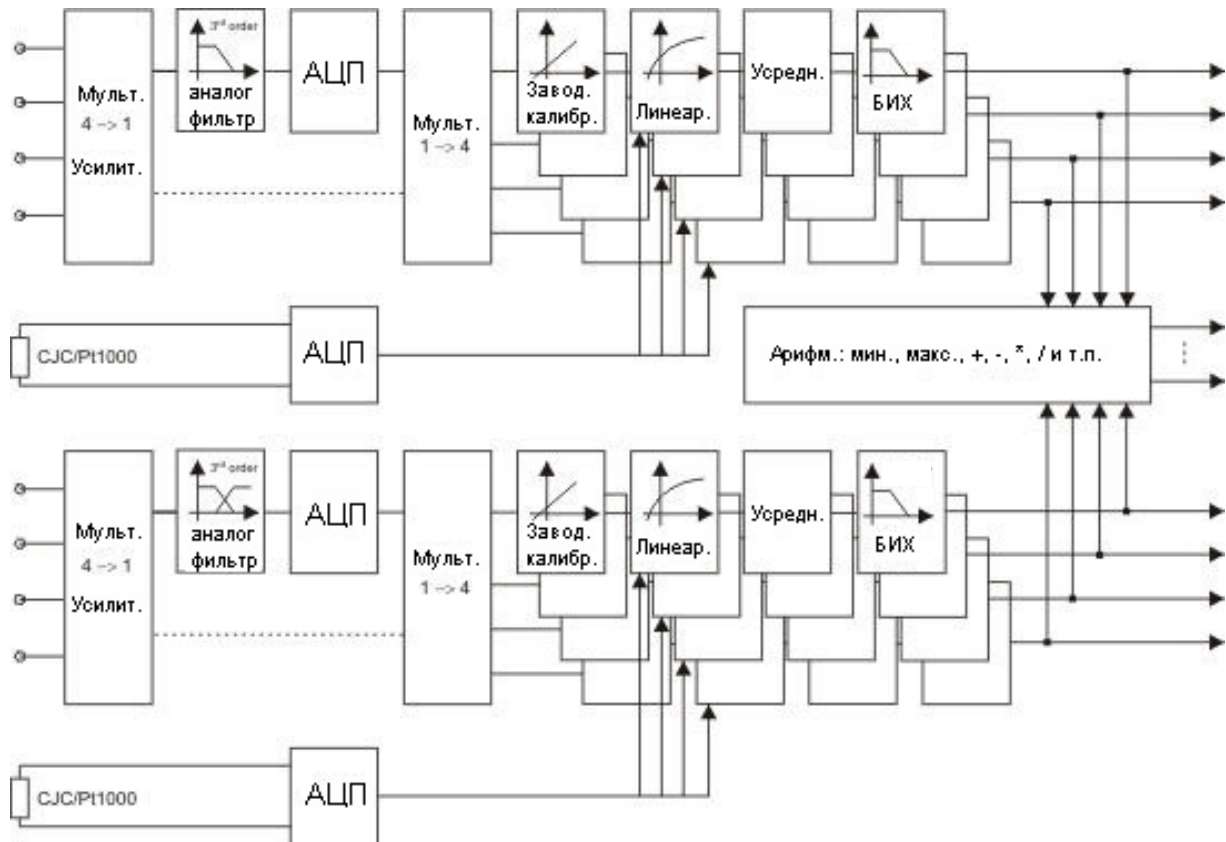 3rd order
аналог
фильтр
Мульт.
4 --> 1
Усилит.
АЦП
Мульт.
1 --> 4
Завод.
калибр.
Линеар.
Усредн.
БИХ
CJC/Pt1000
АЦП
Арифм.: мин., макс., +, -, *, / и т.п.
3rd order
аналог
фильтр
Мульт.
4 --> 1
Усилит.
АЦП
Мульт.
1 --> 4
Завод.
калибр.
Линеар.
Усредн.
БИХ
CJC/Pt1000
АЦП